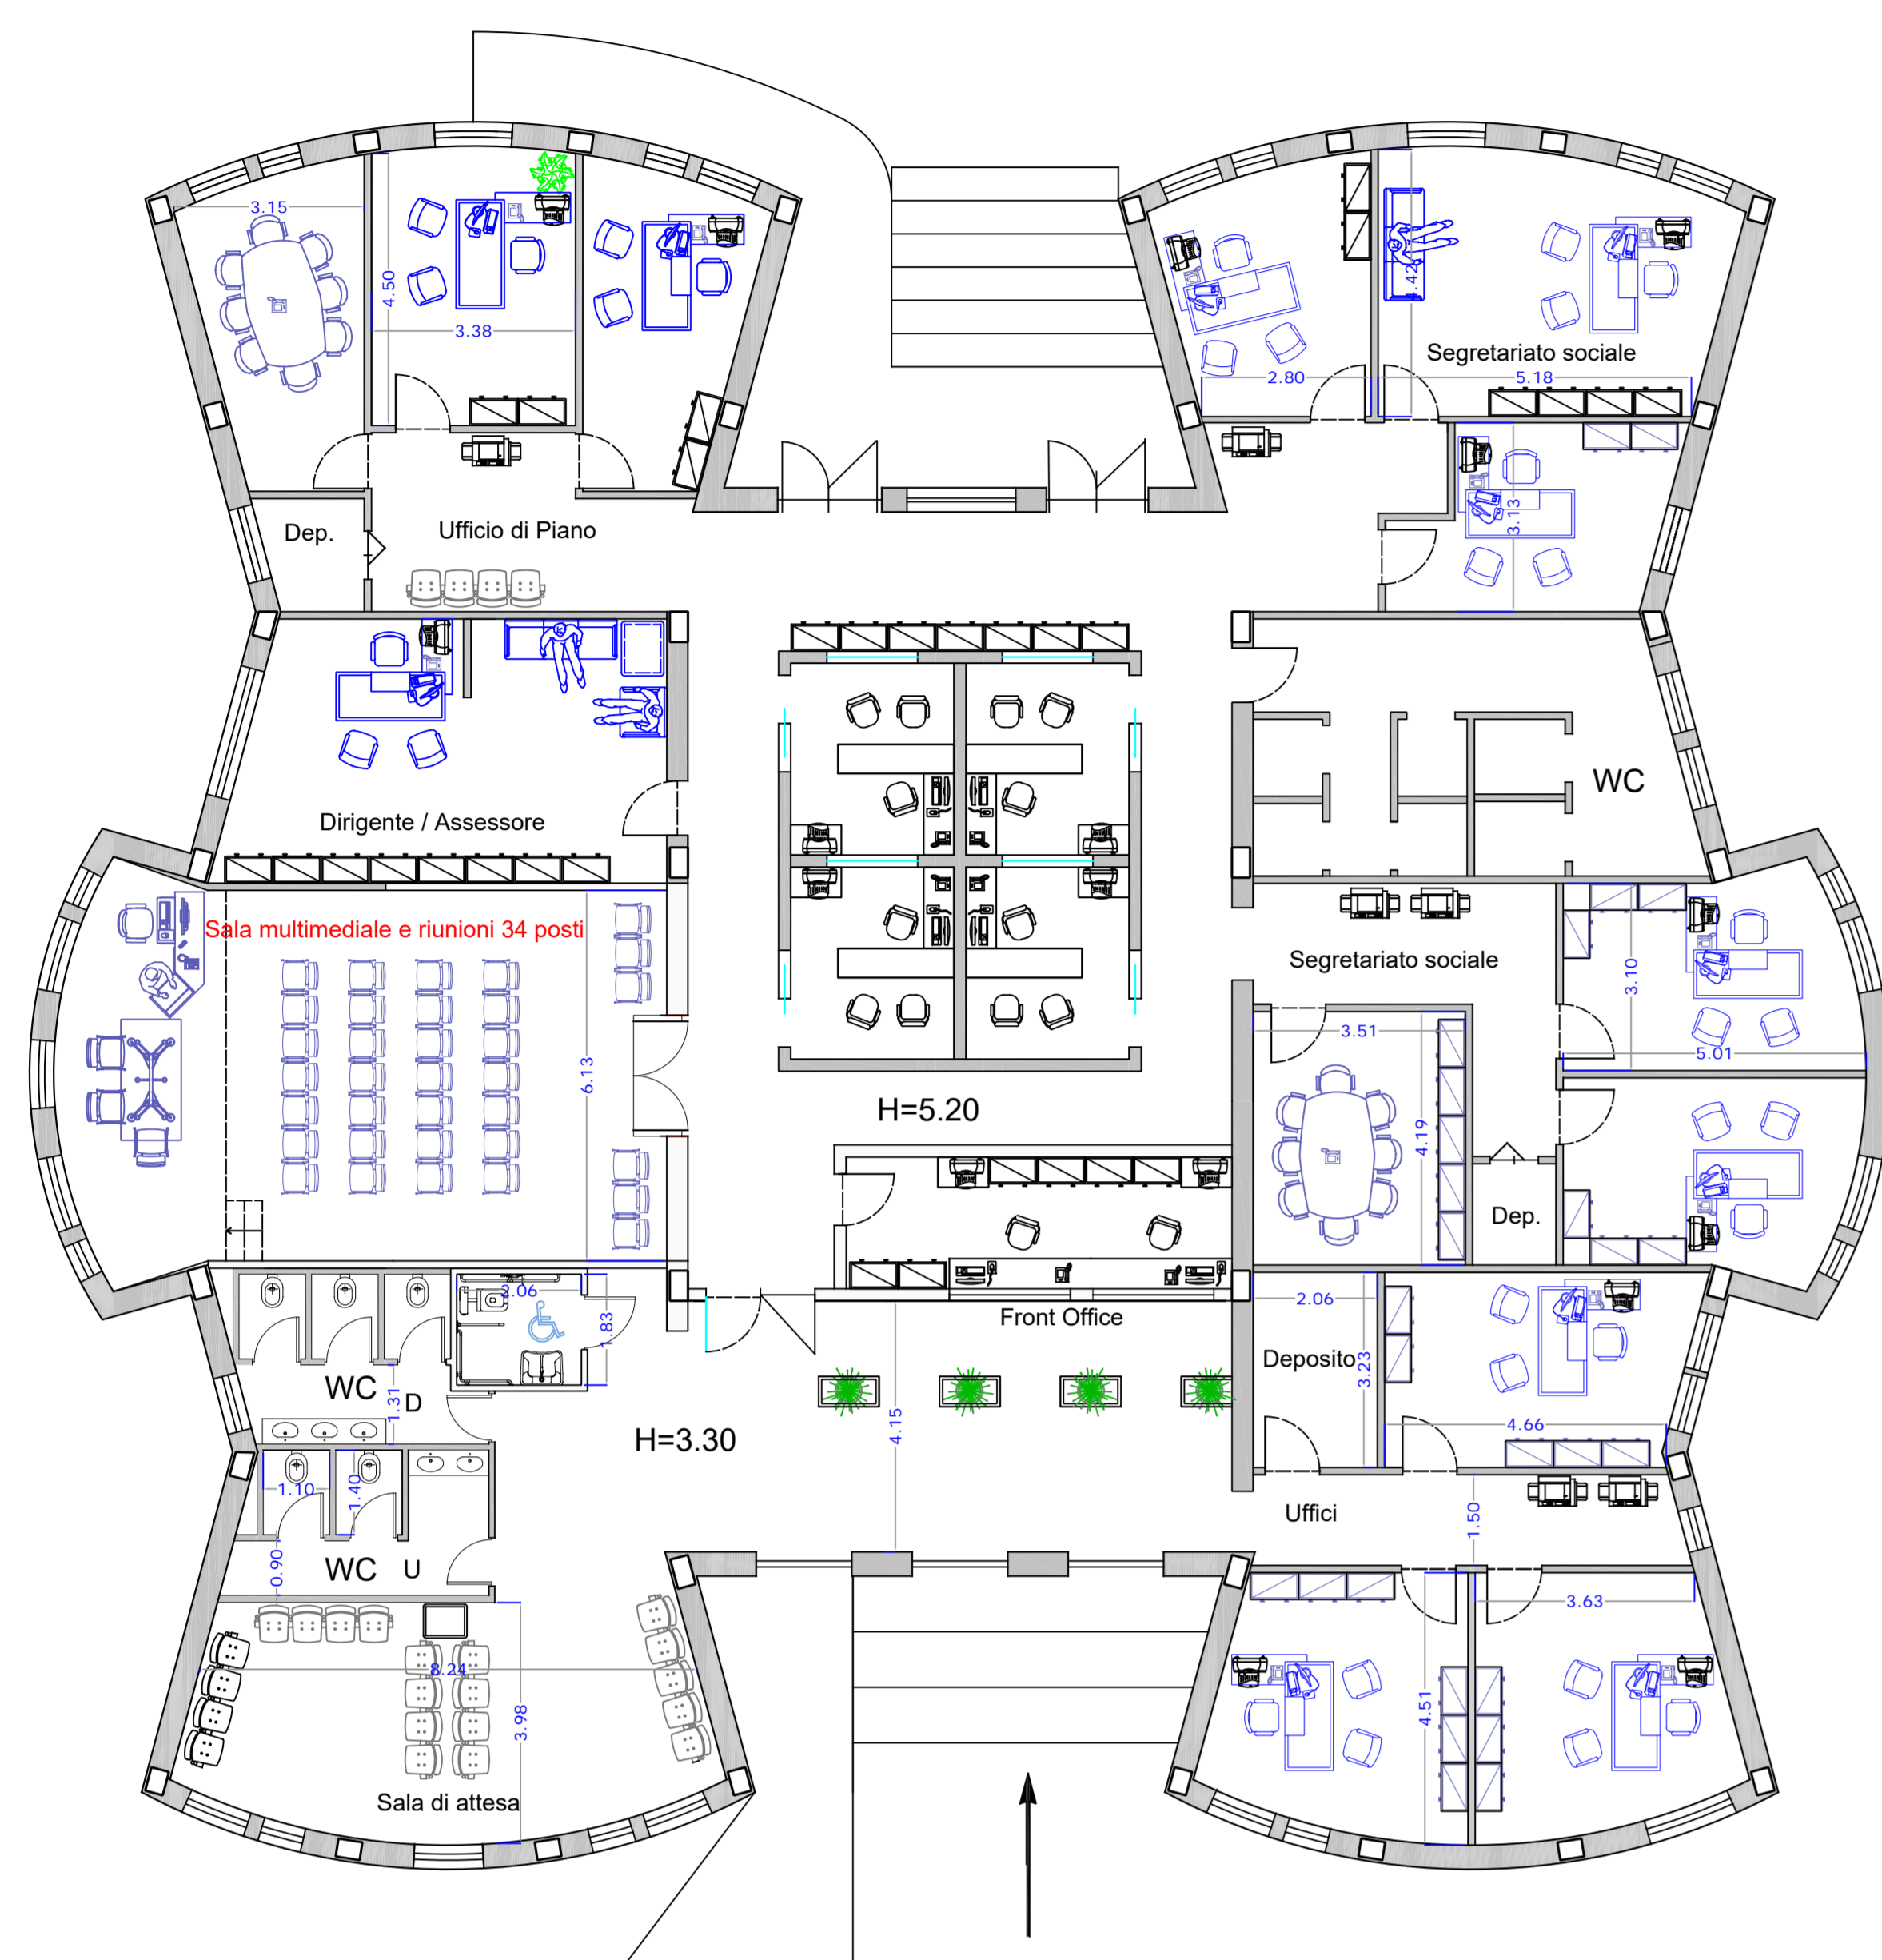 3.15
4.50
3.38
.42
Segretariato sociale
2.80
5.18
3.13
Dep.
Ufficio di Piano
WC
Dirigente / Assessore
Sala multimediale e riunioni 34 posti
Segretariato sociale
3.10
3.51
5.01
6.13
H=5.20
4.19
Dep.
2.06
1.83
Front Office
2.06
Deposito
3.23
WC
D
1.31
H=3.30
4.15
4.66
1.10
1.40
Uffici
1.50
0.90
WC
U
3.63
8.24
3.98
4.51
Sala di attesa